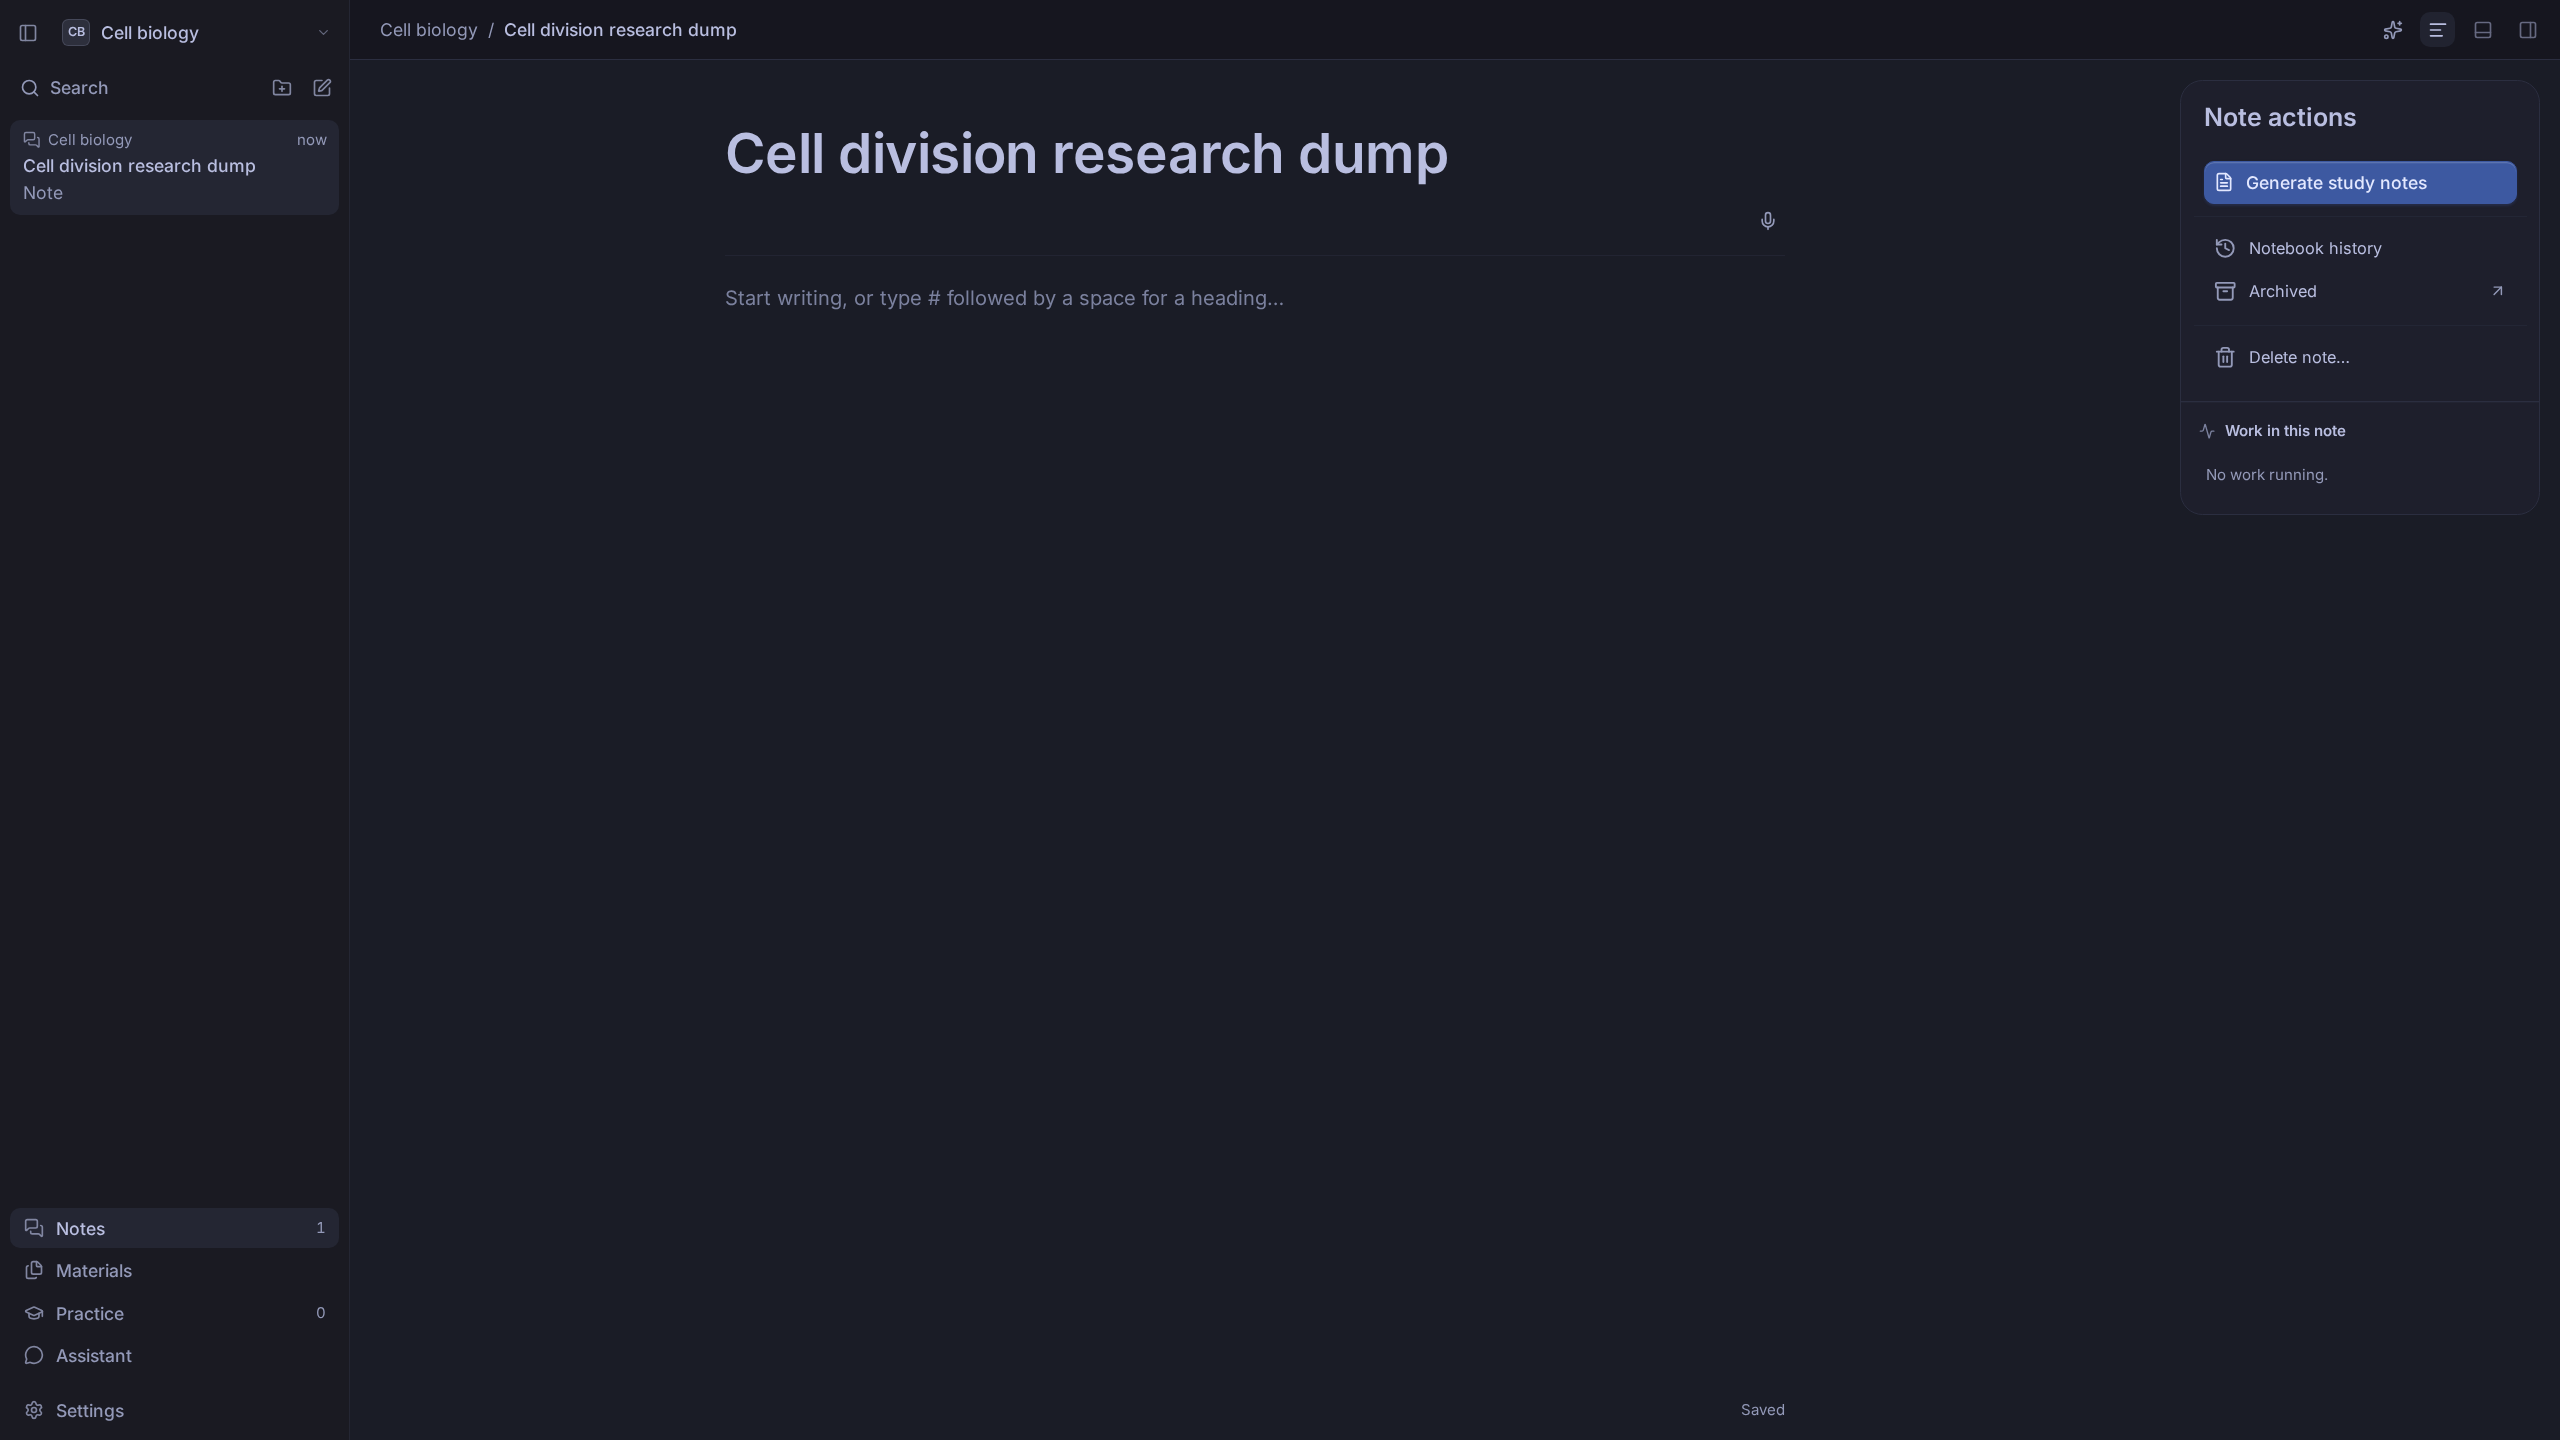 CB Cell biology
Search
Cell biology now
Cell division research dump
Note
Notes 1
Materials
Practice 0
Assistant
Settings
Cell biology / Cell division research dump
Cell division research dump
Start writing, or type # followed by a space for a heading...
Saved
Note actions
Generate study notes
Notebook history
Archived
Delete note...
Work in this note
No work running.